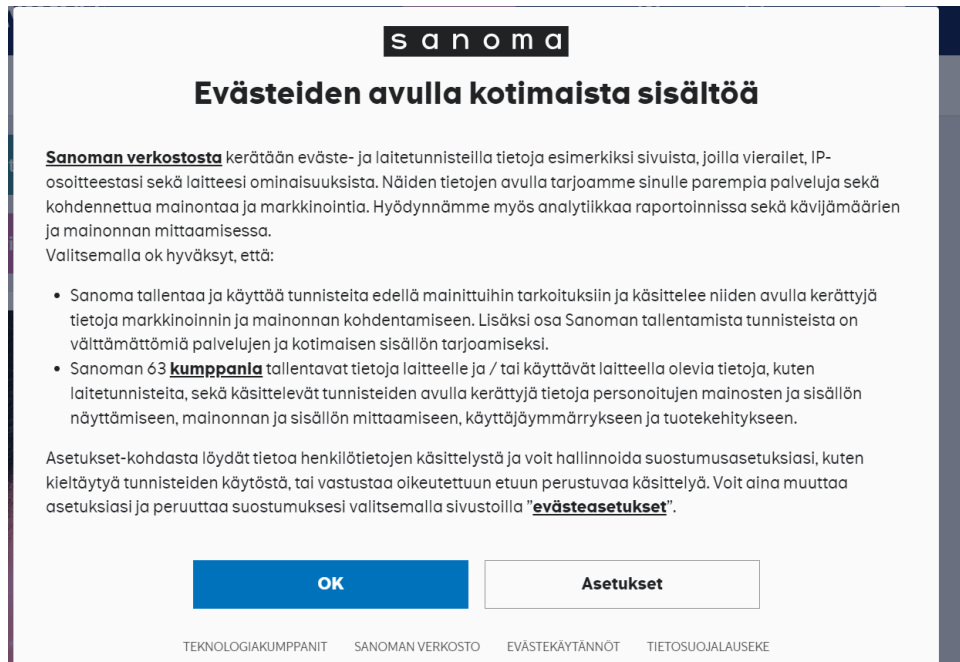 sanoma
Evästeiden avulla kotimaista sisältöä
Sanoman verkostosta kerätään eväste- ja laitetunnisteilla tietoja esimerkiksi sivuista, joilla vierailet, IP-
osoitteestasi sekä laitteesi ominaisuuksista. Näiden tietojen avulla tarjoamme sinulle parempia palveluja sekä
kohdennettua mainontaa ja markkinointia. Hyödynnämme myös analytiikkaa raportoinnissa sekä kävijämäärien
ja mainonnan mittaamisessa.
Valitsemalla ok hyväksyt, että:
• Sanoma tallentaa ja käyttää tunnisteita edellä mainittuihin tarkoituksiin ja käsittelee niiden avulla kerättyjä
tietoja markkinoinnin ja mainonnan kohdentamiseen. Lisäksi osa Sanoman tallentamista tunnisteista on
välttämättömiä palvelujen ja kotimaisen sisällön tarjoamiseksi.
• Sanoman 63 kumppania tallentavat tietoja laitteelle ja / tai käyttävät laitteella olevia tietoja, kuten
laitetunnisteita, sekä käsittelevät tunnisteiden avulla kerättyjä tietoja personoitujen mainosten ja sisällön
näyttämiseen, mainonnan ja sisällön mittaamiseen, käyttäjäymmärrykseen ja tuotekehitykseen.
Asetukset-kohdasta löydät tietoa henkilötietojen käsittelystä ja voit hallinnoida suostumusasetuksiasi, kuten
kieltäytyä tunnisteiden käytöstä, tai vastustaa oikeutettuun etuun perustuvaa käsittelyä. Voit aina muuttaa
asetuksiasi ja peruuttaa suostumuksesi valitsemalla sivustoilla ”evästeasetukset”.
OK Asetukset
TEKNOLOGIAKUMPPANIT SANOMAN VERKOSTO EVÄSTEKÄYTÄNNÖT TIETOSUOJALAUSEKE